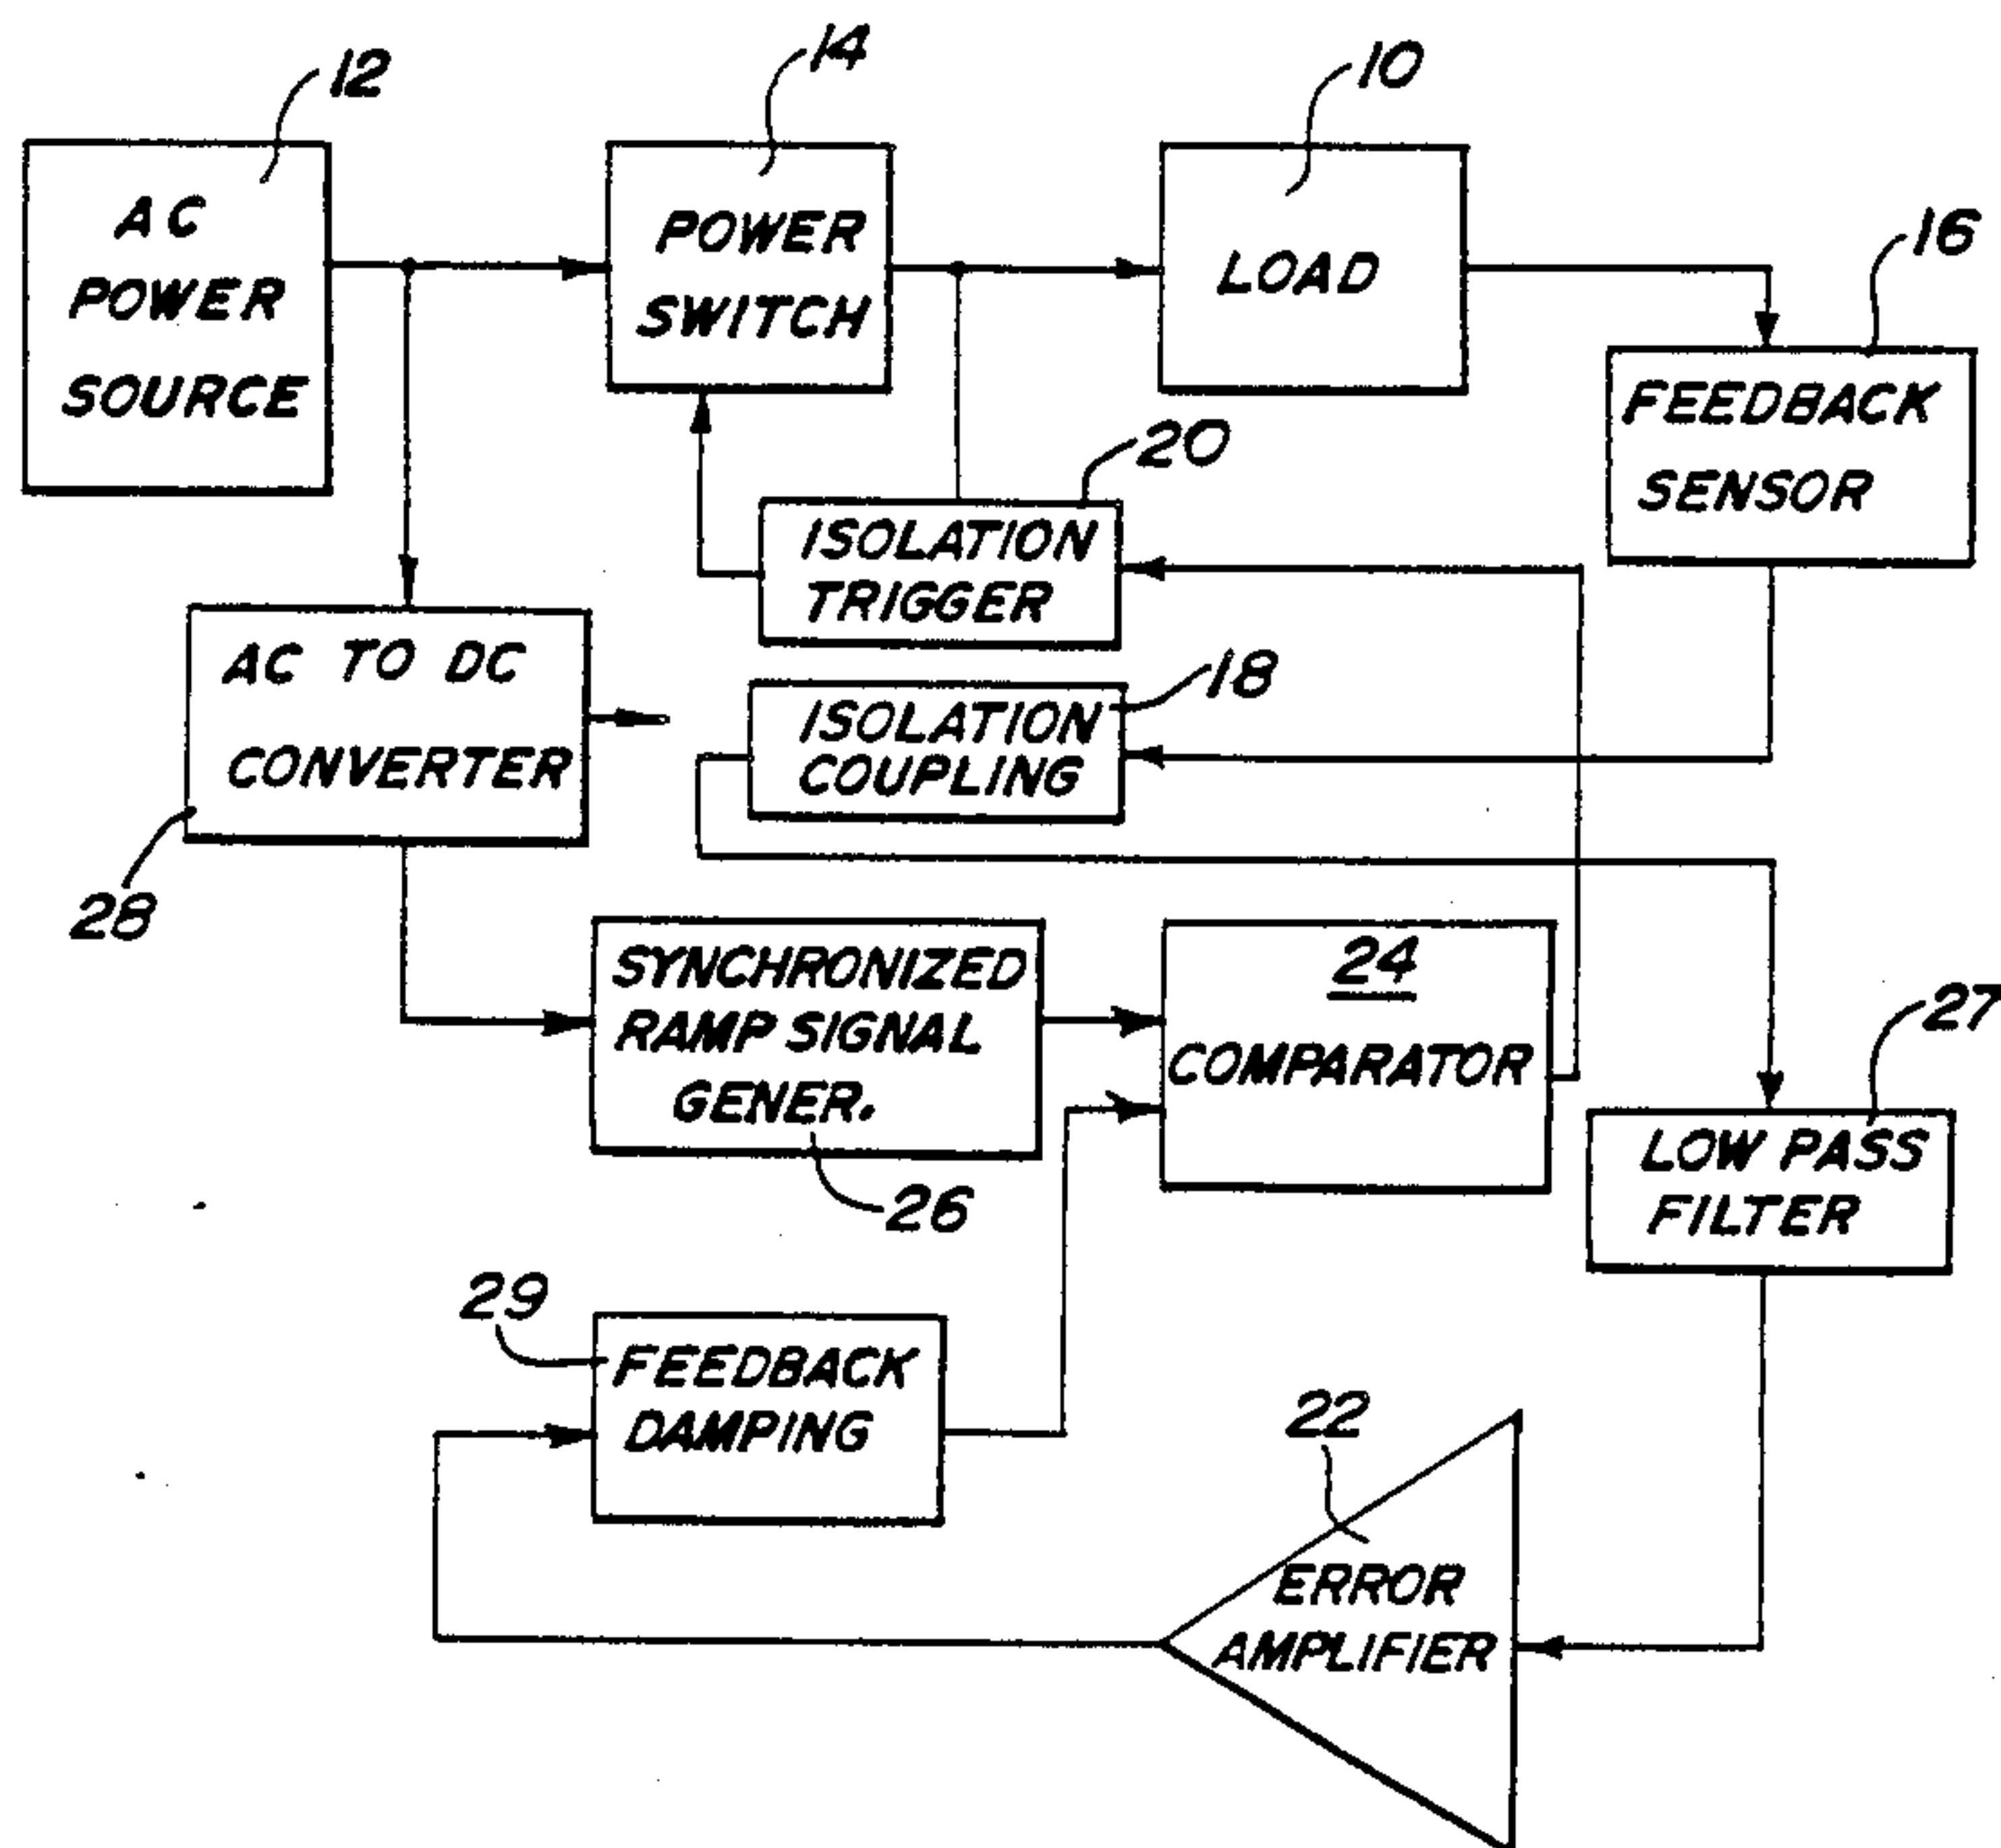 12
14
10
AC
POWER
SOURCE
POWER
SWITCH
LOAD
16
FEEDBACK
SENSOR
20
ISOLATION
TRIGGER
AC TO DC
CONVERTER
28
18
ISOLATION
COUPLING
SYNCHRONIZED
RAMP SIGNAL
GENER.
26
24
COMPARATOR
27
LOW PASS
FILTER
29
FEEDBACK
DAMPING
22
ERROR
AMPLIFIER